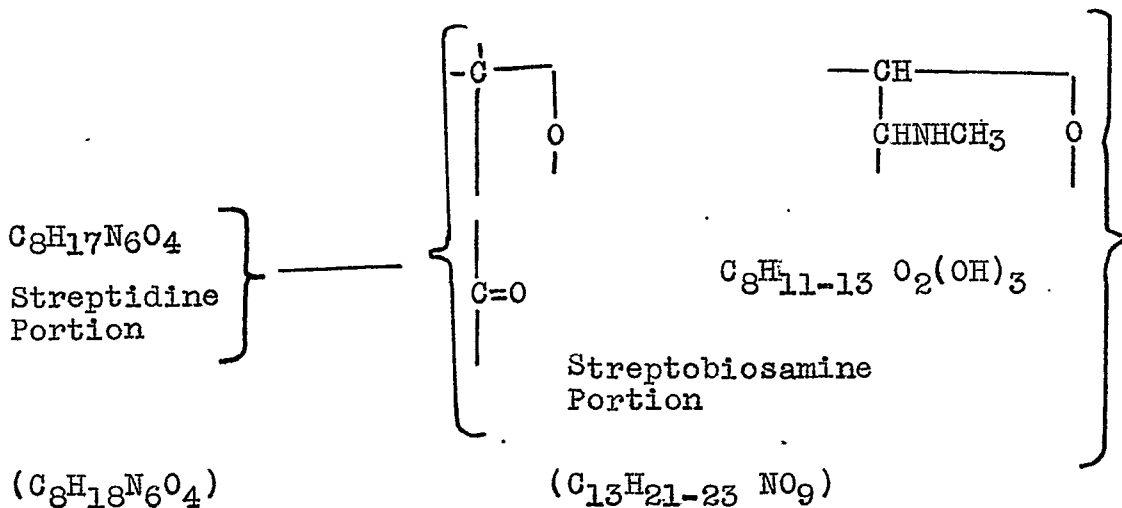 -C
O
-CH
CHNHCH3
O
C8H17N6O4
Streptidine
Portion
C=O
C8H11-13 O2(OH)3
Streptobiosamine
Portion
(C8H18N6O4)
(C13H21-23 NO9)